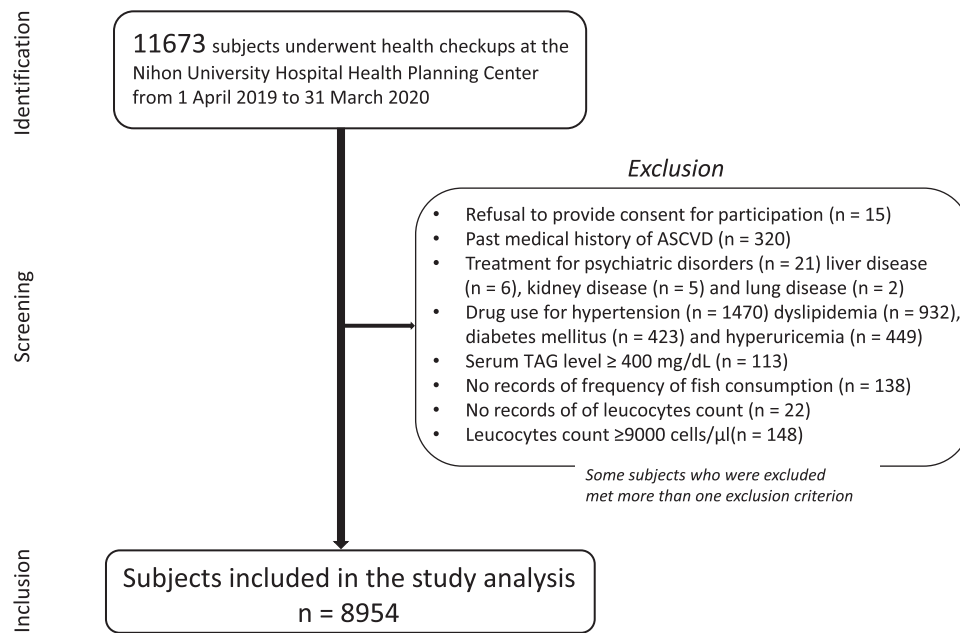 Identification
11673 subjects underwent health checkups at the
Nihon University Hospital Health Planning Center
from 1 April 2019 to 31 March 2020
Screening
Exclusion
• Refusal to provide consent for participation (n = 15)
• Past medical history of ASCVD (n = 320)
• Treatment for psychiatric disorders (n = 21) liver disease
(n = 6), kidney disease (n = 5) and lung disease (n = 2)
• Drug use for hypertension (n = 1470) dyslipidemia (n = 932),
diabetes mellitus (n = 423) and hyperuricemia (n = 449)
• Serum TAG level ≥ 400 mg/dL (n = 113)
• No records of frequency of fish consumption (n = 138)
• No records of of leucocytes count (n = 22)
• Leucocytes count ≥9000 cells/μl(n = 148)
Some subjects who were excluded
met more than one exclusion criterion
Inclusion
Subjects included in the study analysis
n = 8954